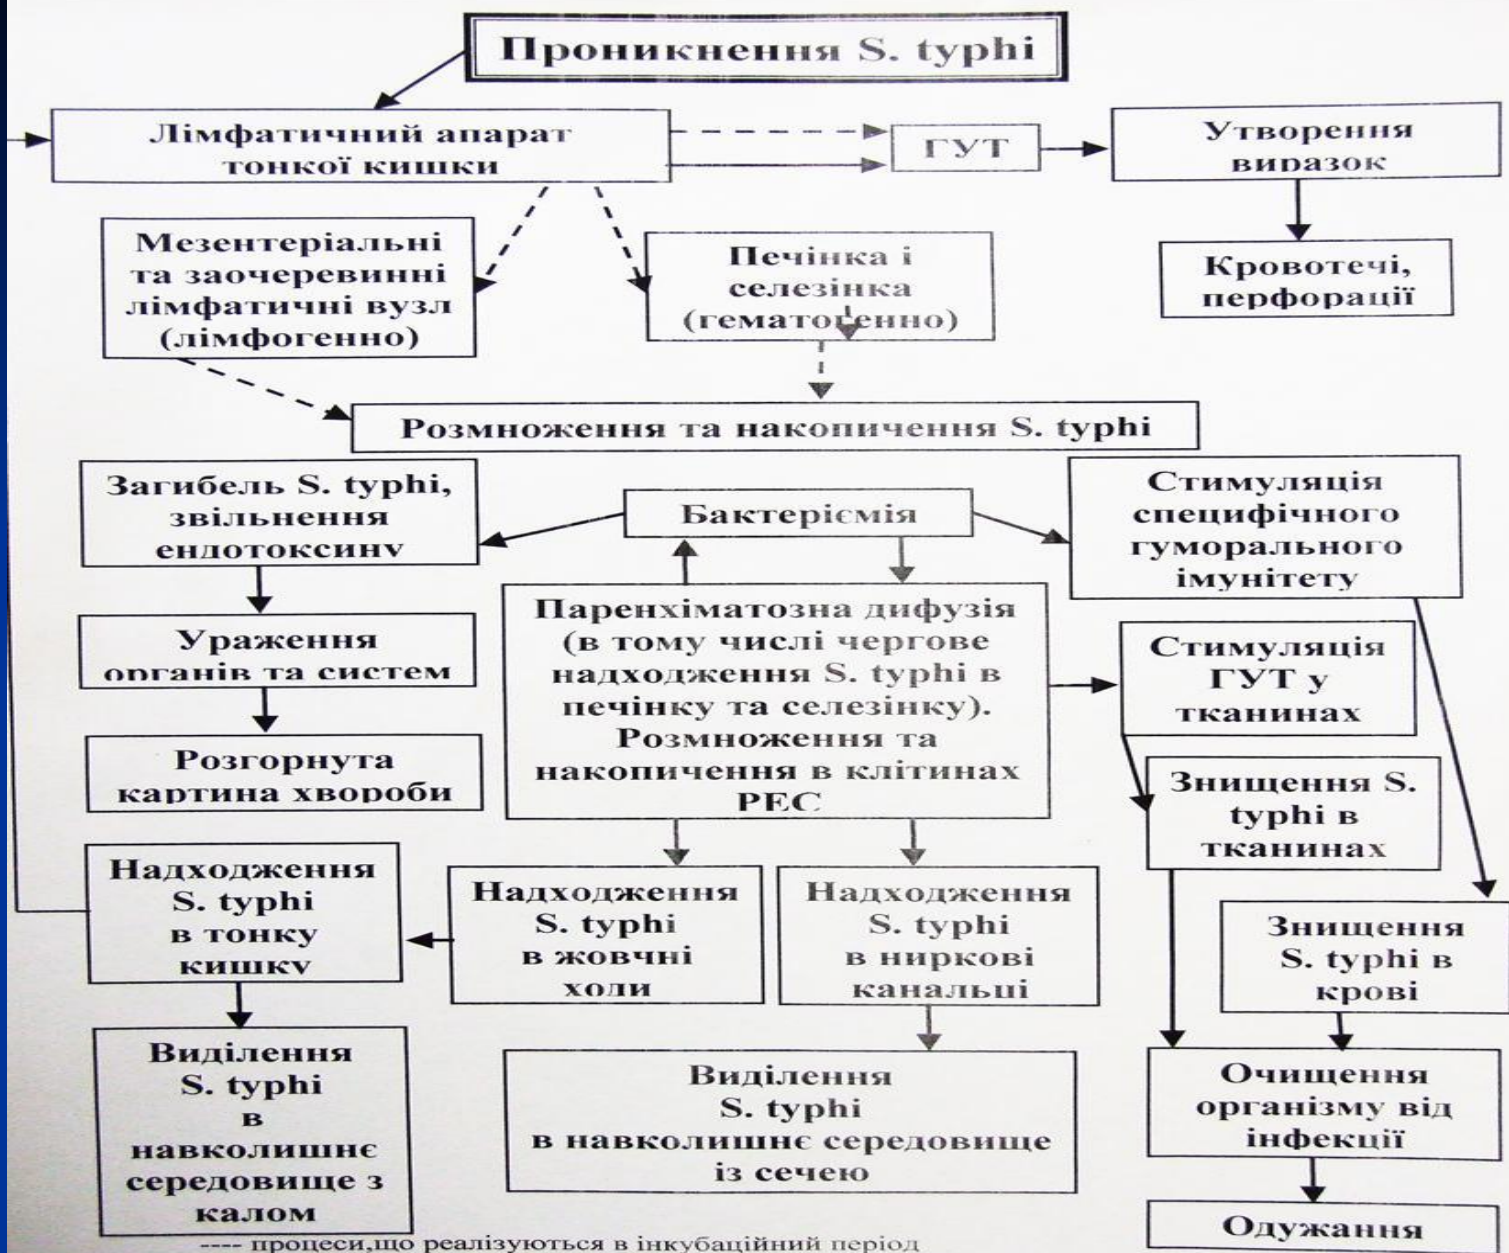 Проникнення S. typhi
Лімфатичний апарат
тонкої кишки
ГУТ
Утворення
виразок
Мезентеріальні
та заочеревинні
лімфатичні вузл
(лімфогенно)
Печінка і
селезінка
(гематогенно)
Кровотечі,
перфорації
Розмноження та накопичення S. typhi
Загибель S. typhi,
звільнення
ендотоксину
Бактеріємія
Стимуляція
специфічного
гуморального
імунітету
Ураження
органів та систем
Паренхіматозна дифузія
(в тому числі чергове
надходження S. typhi в
печінку та селезінку).
Розмноження та
накопичення в клітинах
РЕС
Стимуляція
ГУТ у
тканинах
Розгорнута
картина хвороби
Знищення S.
typhi в
тканинах
Надходження
S. typhi
в тонку
кишку
Надходження
S. typhi
в жовчні
ходи
Надходження
S. typhi
в ниркові
канальці
Знищення
S. typhi в
крові
Виділення
S. typhi
в
навколишнє
середовище з
калом
Виділення
S. typhi
в навколишнє середовище
із сечею
Очищення
організму від
інфекції
Одужання
---- процеси,що реалізуються в інкубаційний період